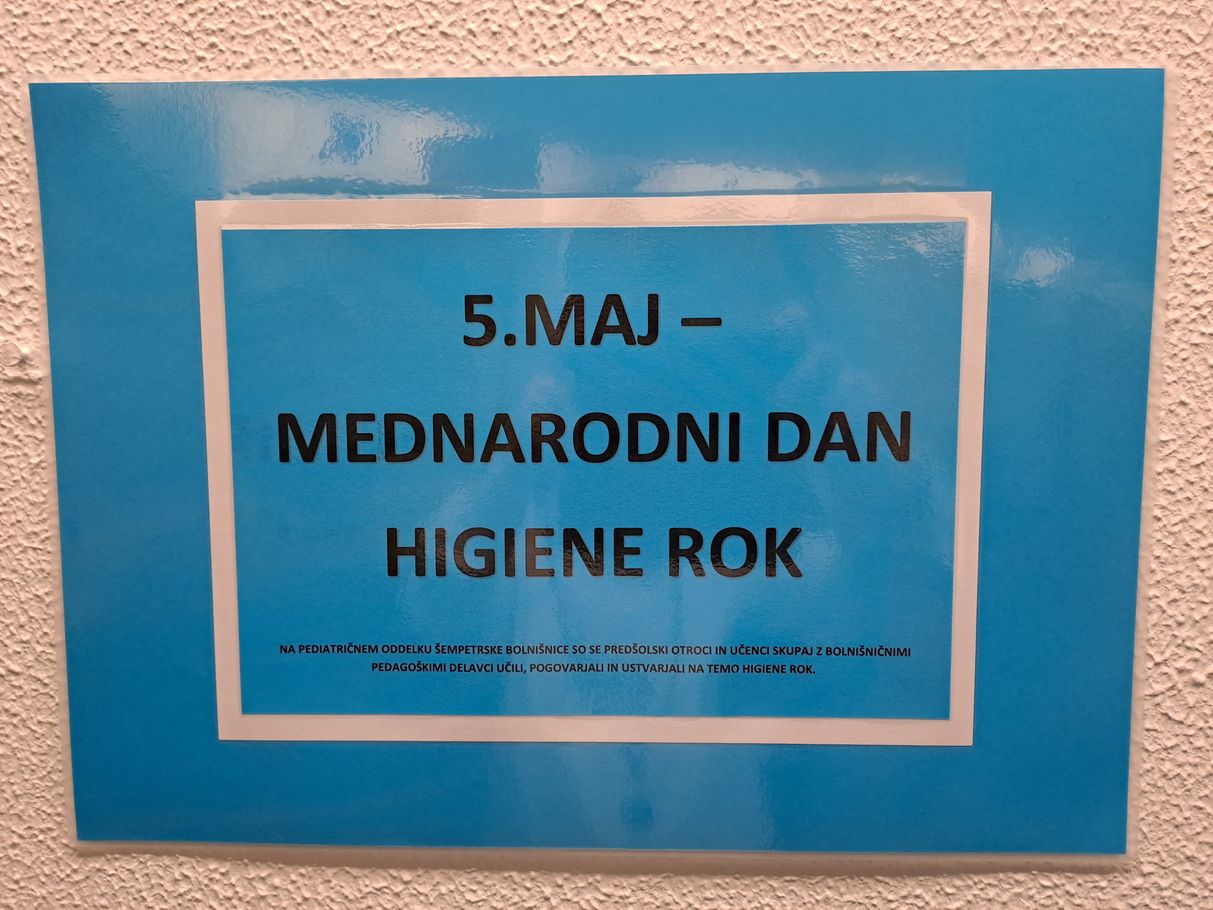 5.MAJ –
MEDNARODNI DAN
HIGIENE ROK
NA PEDIATRIČNEM ODDELKU ŠEMPETRSKE BOLNIŠNICE SO SE PREDŠOLSKI OTROCI IN UČENCI SKUPAJ Z BOLNIŠNIČNIMI
PEDAGOŠKIMI DELAVCI UČILI, POGOVARJALI IN USTVARJALI NA TEMO HIGIENE ROK.